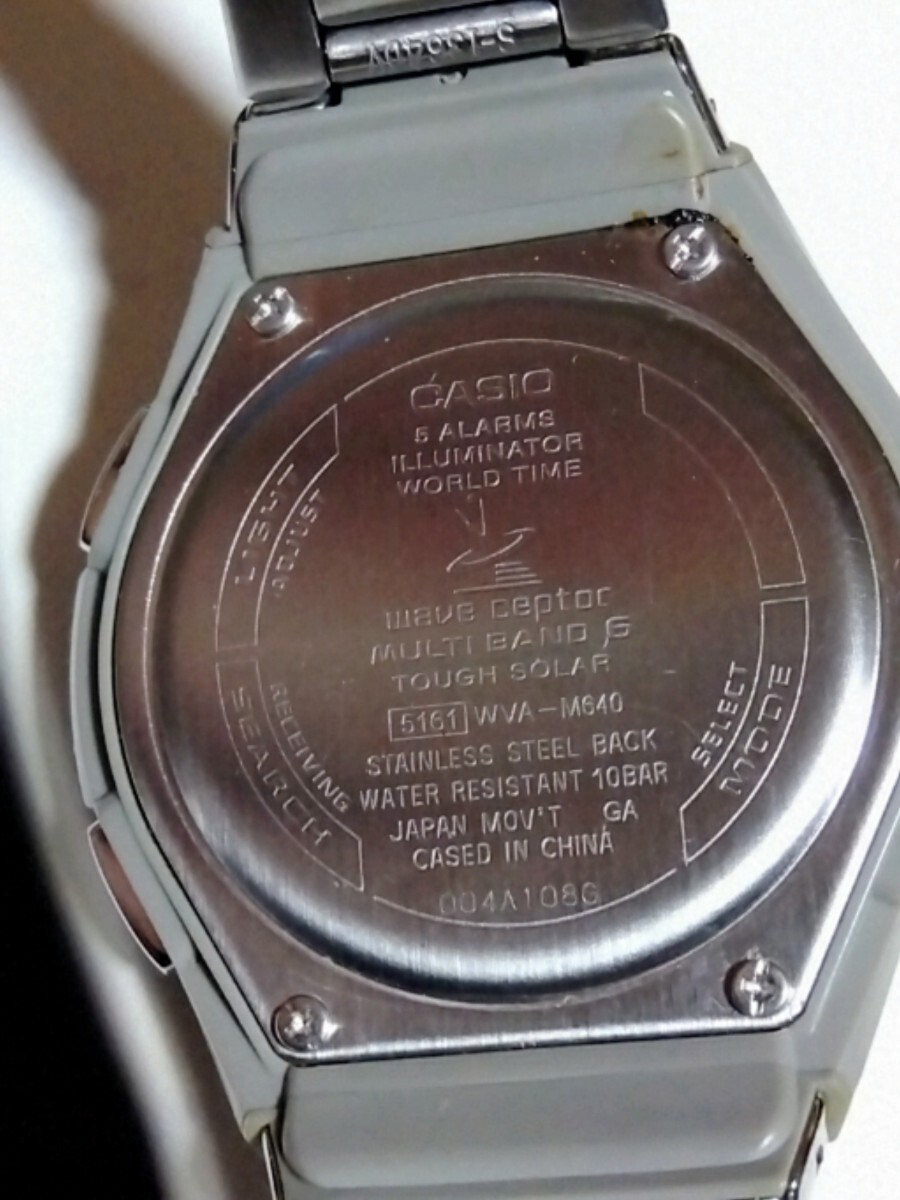 CASIO
5 ALARMS
ILLUMINATOR
WORLD TIME
wave ceptor
MULTI BAND 6
TOUGH SOLAR
5161 WVA-M640
STAINLESS STEEL BACK
WATER RESISTANT 10BAR
JAPAN MOV'T GA
CASED IN CHINA
004A108G
LIGHT
ADJUST
RECEIVING
SEARCH
SELECT
MODE